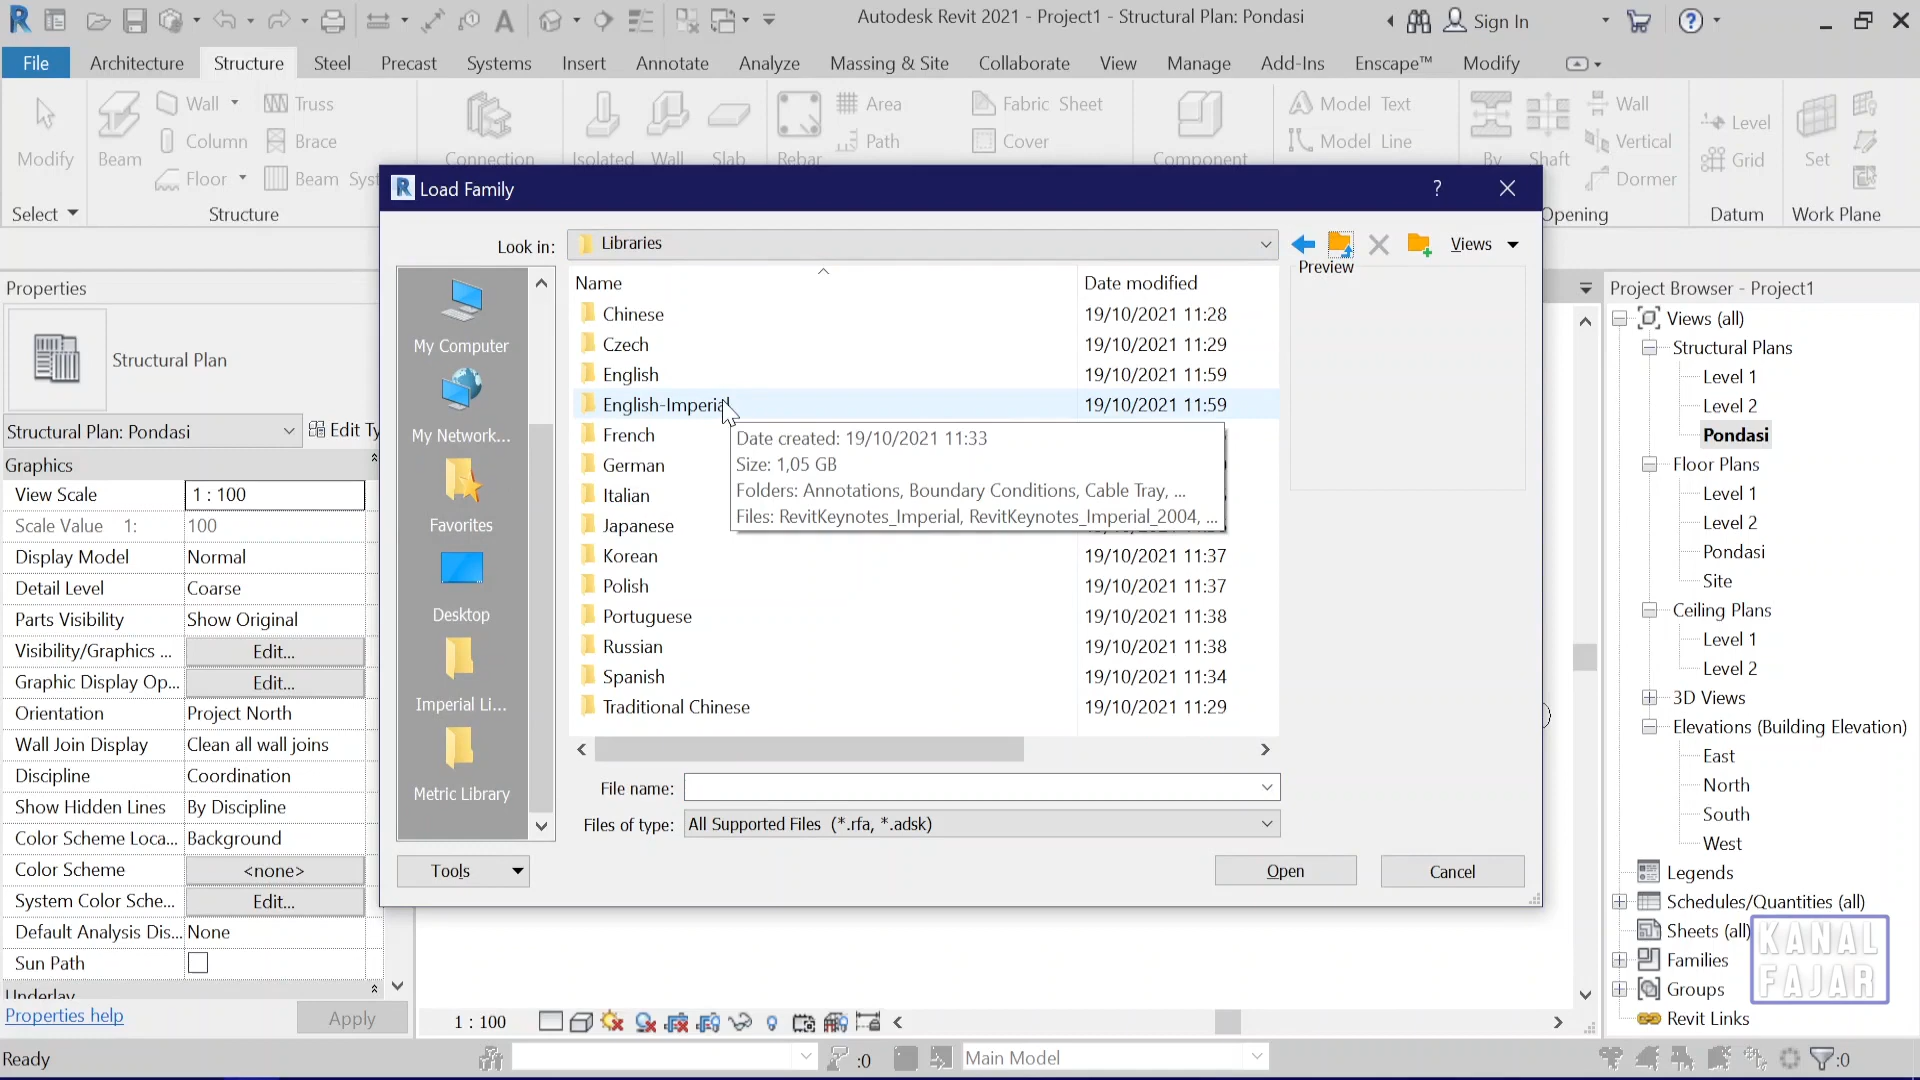 Autodesk Revit 2021 - Project1 - Structural Plan: Pondasi
Sign In
File Architecture Structure Steel Precast Systems Insert Annotate Analyze Massing & Site Collaborate View Manage Add-Ins Enscape™ Modify
Wall Truss Area Fabric Sheet Model Text Wall
Column Brace Path Cover Model Line Vertical Level
Modify Beam Connection Isolated Wall Slab Rebar Component By Shaft Set Grid
Floor Beam Syst Dormer
Select Structure Opening Datum Work Plane
Load Family
?
Look in: Libraries
Views
Preview
My Computer
My Network...
Favorites
Desktop
Imperial Li...
Metric Library
Name Date modified
Chinese 19/10/2021 11:28
Czech 19/10/2021 11:29
English 19/10/2021 11:59
English-Imperial 19/10/2021 11:59
French
German
Italian
Japanese
Korean 19/10/2021 11:37
Polish 19/10/2021 11:37
Portuguese 19/10/2021 11:38
Russian 19/10/2021 11:38
Spanish 19/10/2021 11:34
Traditional Chinese 19/10/2021 11:29
Date created: 19/10/2021 11:33
Size: 1,05 GB
Folders: Annotations, Boundary Conditions, Cable Tray, ...
Files: RevitKeynotes_Imperial, RevitKeynotes_Imperial_2004, ...
File name:
Files of type: All Supported Files (*.rfa, *.adsk)
Tools Open Cancel
Properties
Structural Plan
Structural Plan: Pondasi Edit Ty
Graphics
View Scale 1 : 100
Scale Value 1: 100
Display Model Normal
Detail Level Coarse
Parts Visibility Show Original
Visibility/Graphics ... Edit...
Graphic Display Op... Edit...
Orientation Project North
Wall Join Display Clean all wall joins
Discipline Coordination
Show Hidden Lines By Discipline
Color Scheme Loca... Background
Color Scheme <none>
System Color Sche... Edit...
Default Analysis Dis... None
Sun Path
Underlay
Properties help Apply
1 : 100
Ready
:0
Main Model
:0
Project Browser - Project1
Views (all)
Structural Plans
Level 1
Level 2
Pondasi
Floor Plans
Level 1
Level 2
Pondasi
Site
Ceiling Plans
Level 1
Level 2
3D Views
Elevations (Building Elevation)
East
North
South
West
Legends
Schedules/Quantities (all)
Sheets (all)
Families
Groups
Revit Links
KANAL
FAJAR